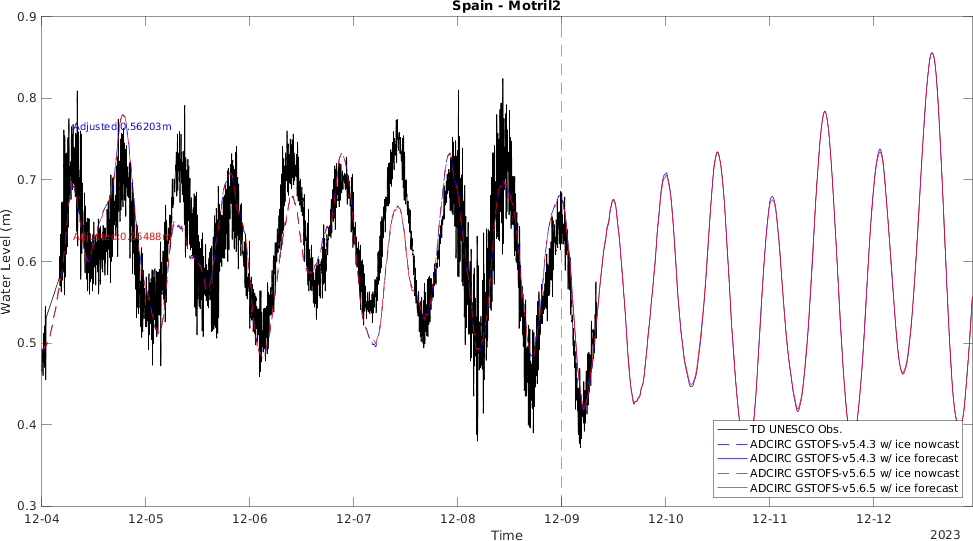 Spain - Motril2
0.9
0.8
0.7
0.6
0.5
0.4
0.3
Water Level (m)
Adjusted:0.56203m
12-04
12-05
12-06
12-07
12-08
12-09
12-10
12-11
12-12
Time
2023
TD UNESCO Obs.
ADCIRC GSTOFS-v5.4.3 w/ ice nowcast
ADCIRC GSTOFS-v5.4.3 w/ ice forecast
ADCIRC GSTOFS-v5.6.5 w/ ice nowcast
ADCIRC GSTOFS-v5.6.5 w/ ice forecast